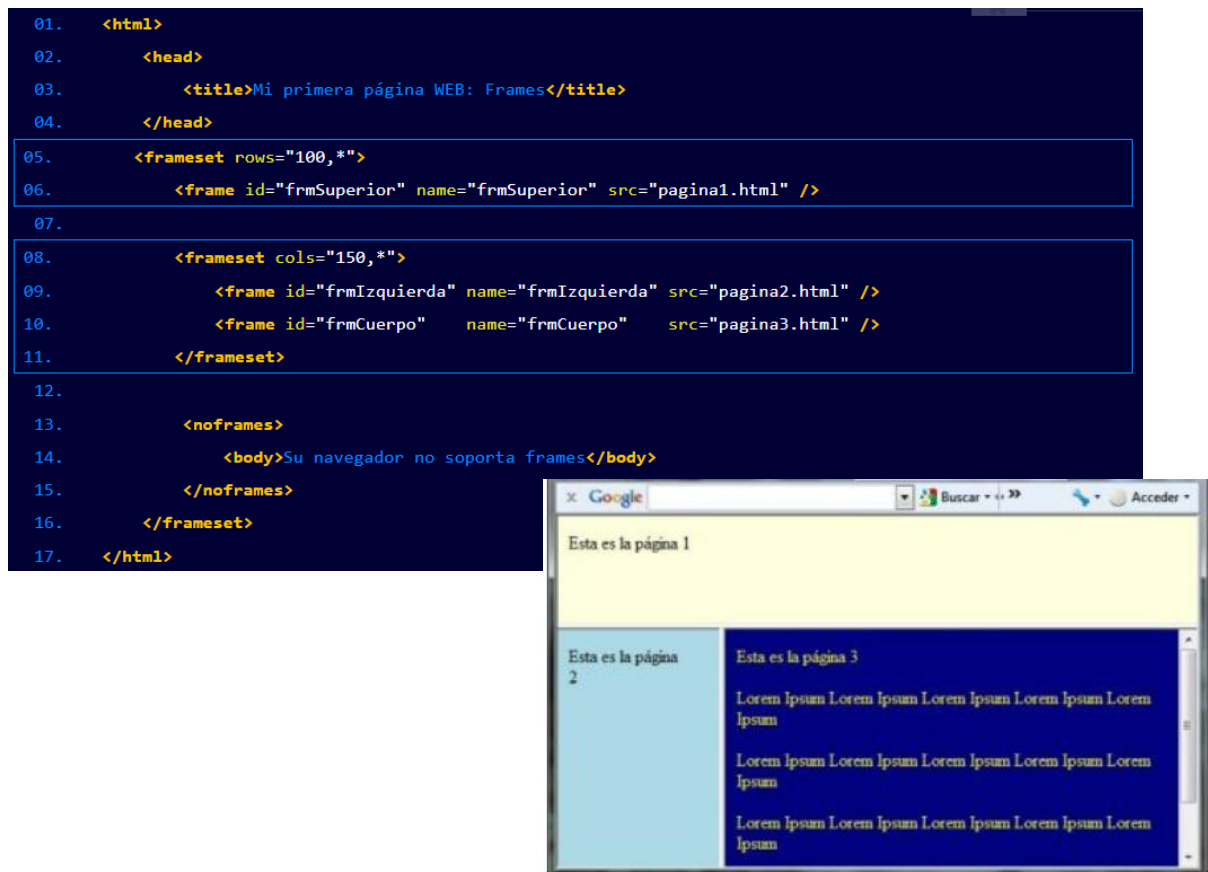 01. <html>
02. <head>
03. <title>Mi primera página WEB: Frames</title>
04. </head>
05. <frameset rows="100,*">
06. <frame id="frmSuperior" name="frmSuperior" src="pagina1.html" />
07.
08. <frameset cols="150,*">
09. <frame id="frmIzquierda" name="frmIzquierda" src="pagina2.html" />
10. <frame id="frmCuerpo" name="frmCuerpo" src="pagina3.html" />
11. </frameset>
12.
13. <noframes>
14. <body>Su navegador no soporta frames</body>
15. </noframes>
16. </frameset>
17. </html>
x Google Buscar » Acceder
Esta es la página 1
Esta es la página
2
Esta es la página 3
Lorem Ipsum Lorem Ipsum Lorem Ipsum Lorem Ipsum Lorem
Ipsum
Lorem Ipsum Lorem Ipsum Lorem Ipsum Lorem Ipsum Lorem
Ipsum
Lorem Ipsum Lorem Ipsum Lorem Ipsum Lorem Ipsum Lorem
Ipsum